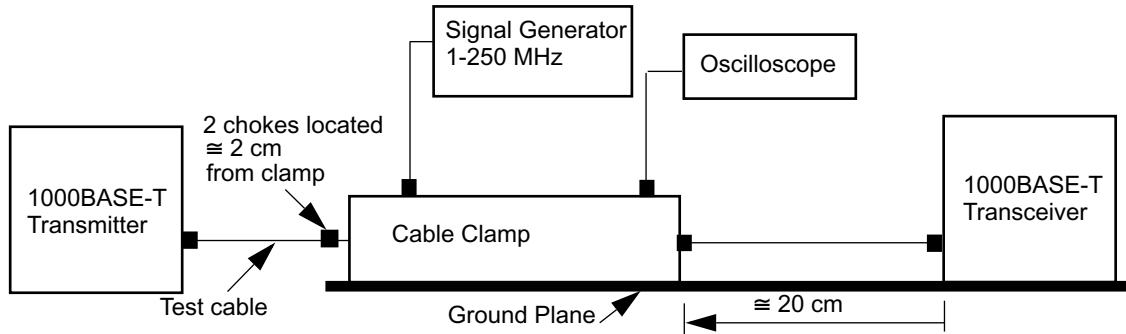 Signal Generator
1-250 MHz
Oscilloscope
2 chokes located
≅ 2 cm
from clamp
1000BASE-T
Transmitter
1000BASE-T
Transceiver
Cable Clamp
Test cable
Ground Plane
≅ 20 cm